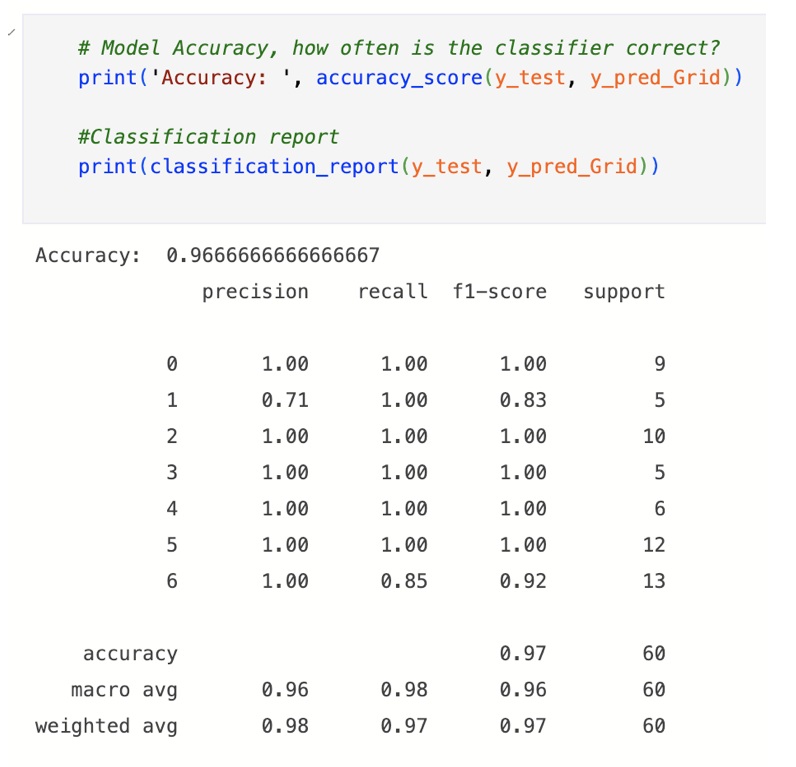 # Model Accuracy, how often is the classifier correct?
print('Accuracy: ', accuracy_score(y_test, y_pred_Grid))
#Classification report
print(classification_report(y_test, y_pred_Grid))
Accuracy:  0.9666666666666667
              precision    recall  f1-score   support
           0       1.00      1.00      1.00         9
           1       0.71      1.00      0.83         5
           2       1.00      1.00      1.00        10
           3       1.00      1.00      1.00         5
           4       1.00      1.00      1.00         6
           5       1.00      1.00      1.00        12
           6       1.00      0.85      0.92        13
    accuracy                           0.97        60
   macro avg       0.96      0.98      0.96        60
weighted avg       0.98      0.97      0.97        60